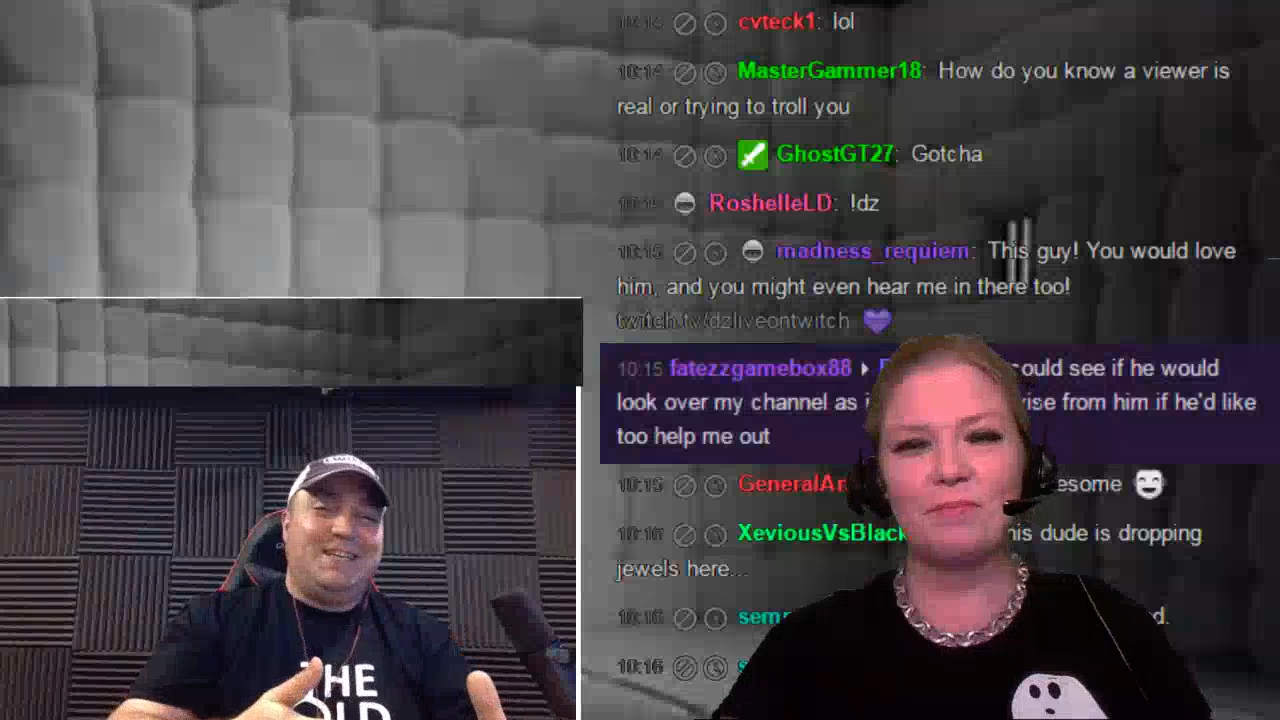 10:14 cvteck1: lol
10:14 MasterGammer18: How do you know a viewer is
real or trying to troll you
10:14 GhostGT27: Gotcha
10:15 RoshelleLD: !dz
10:15 madness_requiem: This guy! You would love
him, and you might even hear me in there too!
twitch.tv/dzliveontwitch
10:15 fatezzgamebox88 could see if he would
look over my channel as from him if he'd like
too help me out
10:15 GeneralAr
10:16 XeviousVsBlack dude is dropping
jewels here...
10:16
10:16
THE